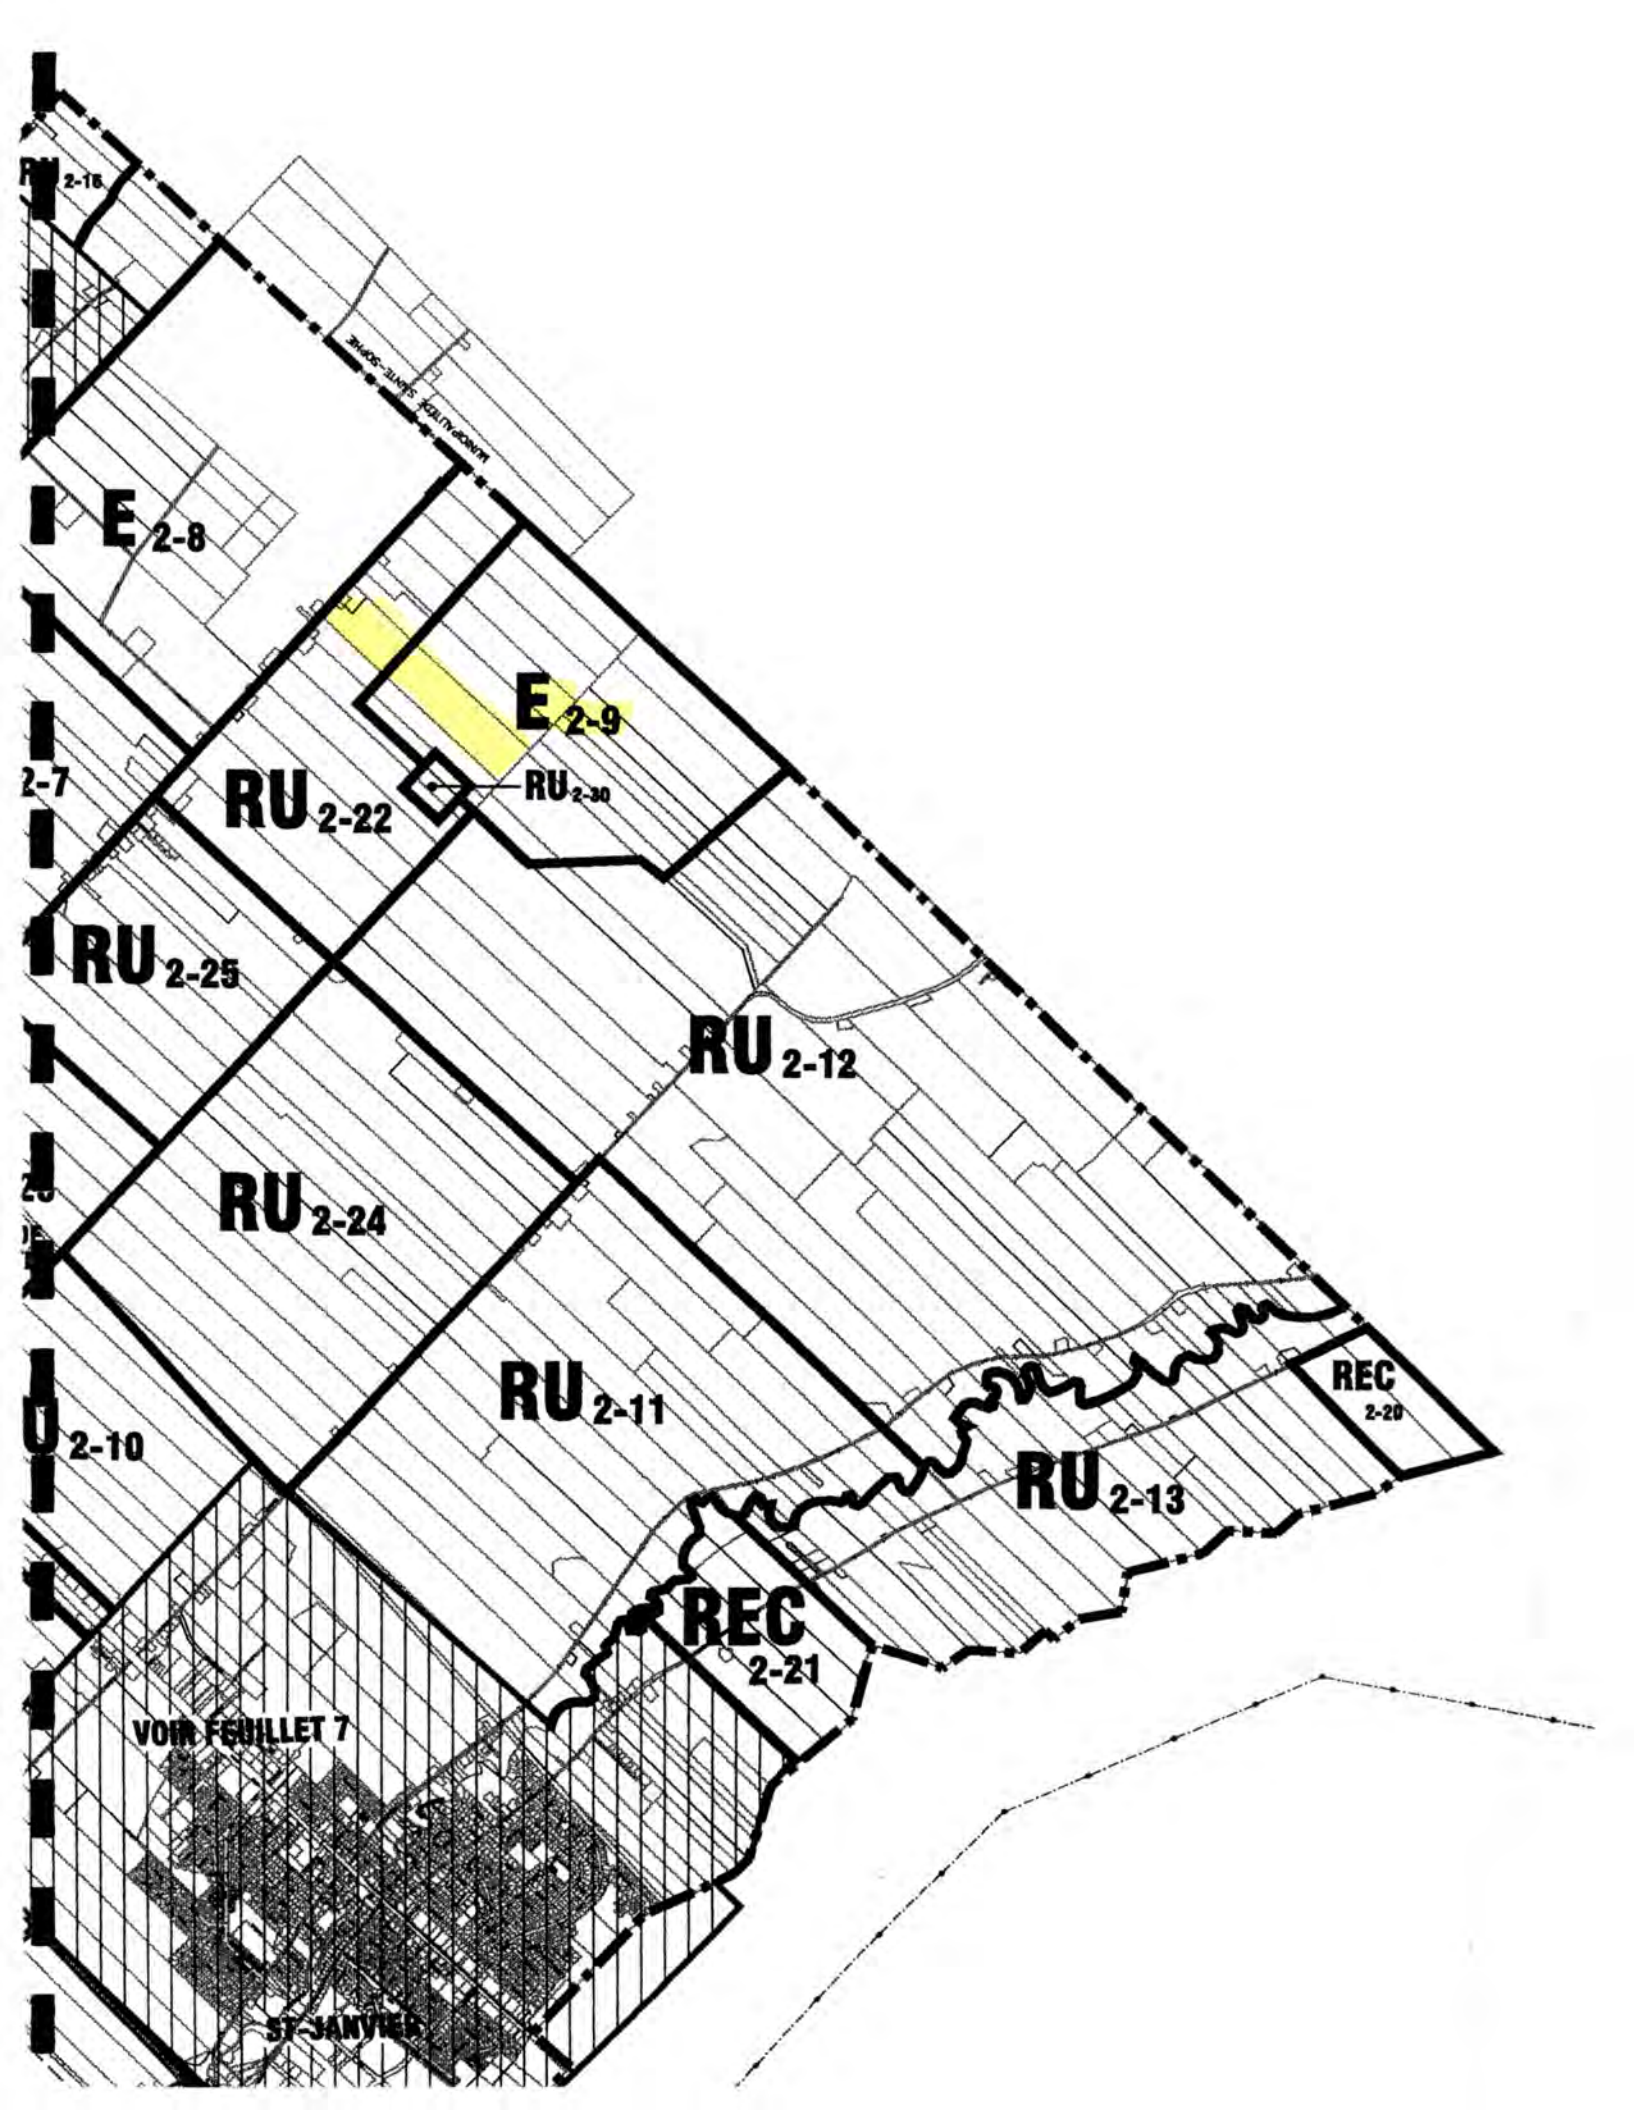 RU 2-16
MUNICIPALITÉ DE SAINTE-SOPHIE
E 2-8
E 2-9
2-7
RU 2-22
RU 2-30
RU 2-25
RU 2-12
RU 2-24
REC
2-20
RU 2-11
U 2-10
RU 2-13
REC
2-21
VOIR FEUILLET 7
ST-JANVIER